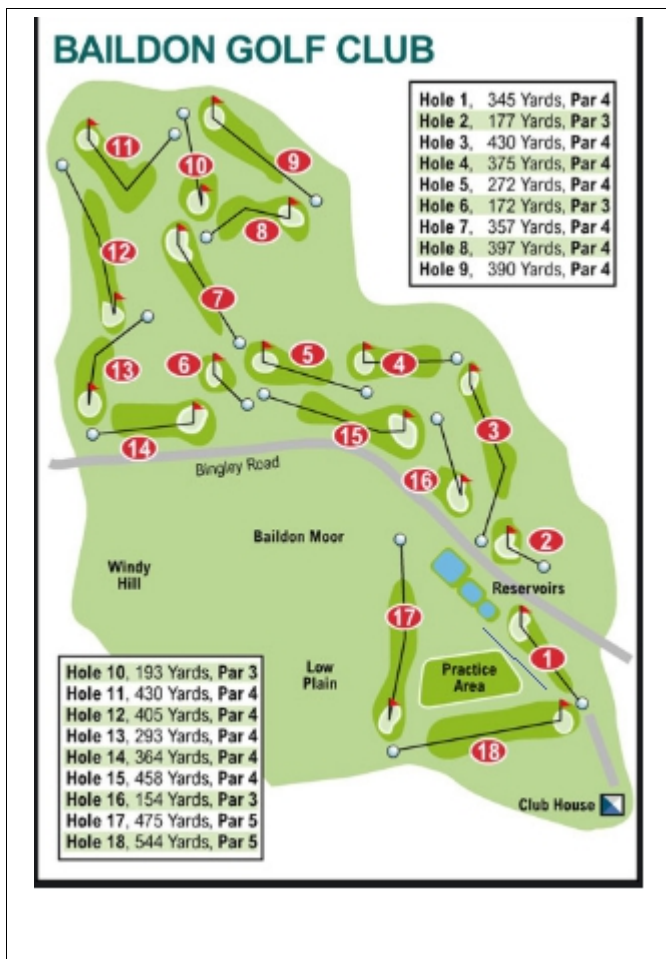 BAILDON GOLF CLUB
Hole 1, 345 Yards, Par 4
Hole 2, 177 Yards, Par 3
Hole 3, 430 Yards, Par 4
Hole 4, 375 Yards, Par 4
Hole 5, 272 Yards, Par 4
Hole 6, 172 Yards, Par 3
Hole 7, 357 Yards, Par 4
Hole 8, 397 Yards, Par 4
Hole 9, 390 Yards, Par 4
11
10
9
8
12
7
13
6
5
4
14
15
3
16
Bingley Road
2
Baildon Moor
Windy
Hill
Reservoirs
17
1
Low
Plain
Practice
Area
18
Club House
Hole 10, 193 Yards, Par 3
Hole 11, 430 Yards, Par 4
Hole 12, 405 Yards, Par 4
Hole 13, 293 Yards, Par 4
Hole 14, 364 Yards, Par 4
Hole 15, 458 Yards, Par 4
Hole 16, 154 Yards, Par 3
Hole 17, 475 Yards, Par 5
Hole 18, 544 Yards, Par 5